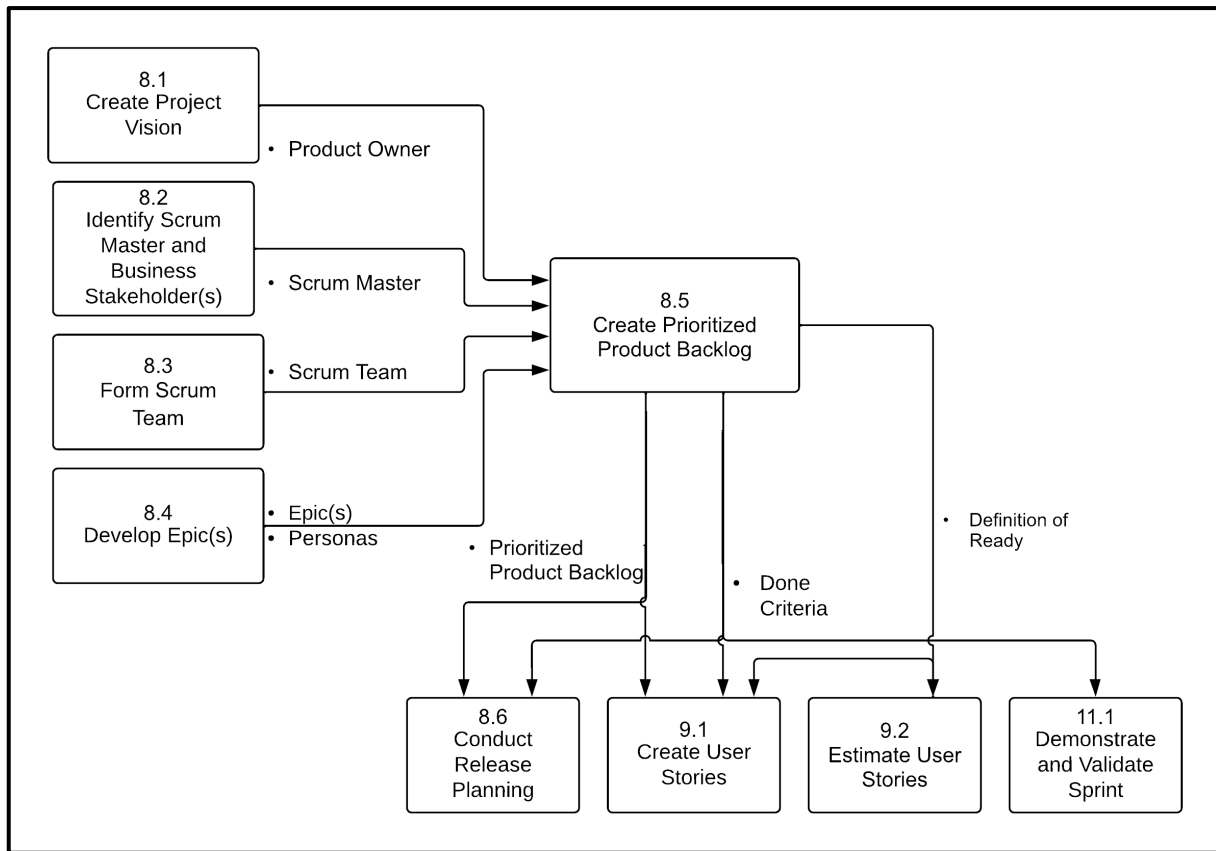 8.1
Create Project
Vision
• Product Owner
8.2
Identify Scrum
Master and
Business
Stakeholder(s)
• Scrum Master
8.3
Form Scrum
Team
• Scrum Team
8.4
Develop Epic(s)
• Epic(s)
• Personas
8.5
Create Prioritized
Product Backlog
• Prioritized
Product Backlog
• Done
Criteria
• Definition of
Ready
8.6
Conduct
Release
Planning
9.1
Create User
Stories
9.2
Estimate User
Stories
11.1
Demonstrate
and Validate
Sprint